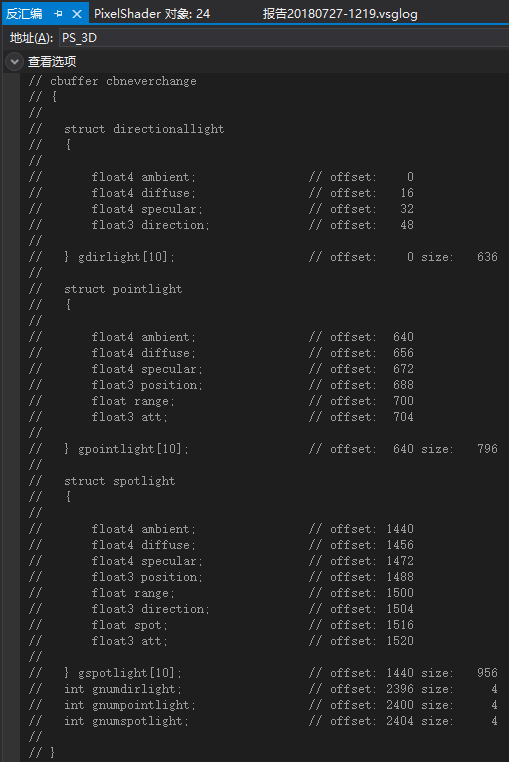 反汇编 PixelShader 对象: 24 报告20180727-1219.vsglog
地址(A): PS_3D
查看选项
// cbuffer cbneverchange
// {
//
//   struct directionallight
//   {
//
//      float4 ambient;               // offset:    0
//      float4 diffuse;               // offset:   16
//      float4 specular;              // offset:   32
//      float3 direction;             // offset:   48
//
//   } gdirlight[10];                 // offset:    0 size:   636
//
//   struct pointlight
//   {
//
//      float4 ambient;               // offset:  640
//      float4 diffuse;               // offset:  656
//      float4 specular;              // offset:  672
//      float3 position;              // offset:  688
//      float range;                  // offset:  700
//      float3 att;                   // offset:  704
//
//   } gpointlight[10];               // offset:  640 size:   796
//
//   struct spotlight
//   {
//
//      float4 ambient;               // offset: 1440
//      float4 diffuse;               // offset: 1456
//      float4 specular;              // offset: 1472
//      float3 position;              // offset: 1488
//      float range;                  // offset: 1500
//      float3 direction;             // offset: 1504
//      float spot;                   // offset: 1516
//      float3 att;                   // offset: 1520
//
//   } gspotlight[10];                // offset: 1440 size:   956
//   int gnumdirlight;                // offset: 2396 size:     4
//   int gnumpointlight;              // offset: 2400 size:     4
//   int gnumspotlight;               // offset: 2404 size:     4
//
// }